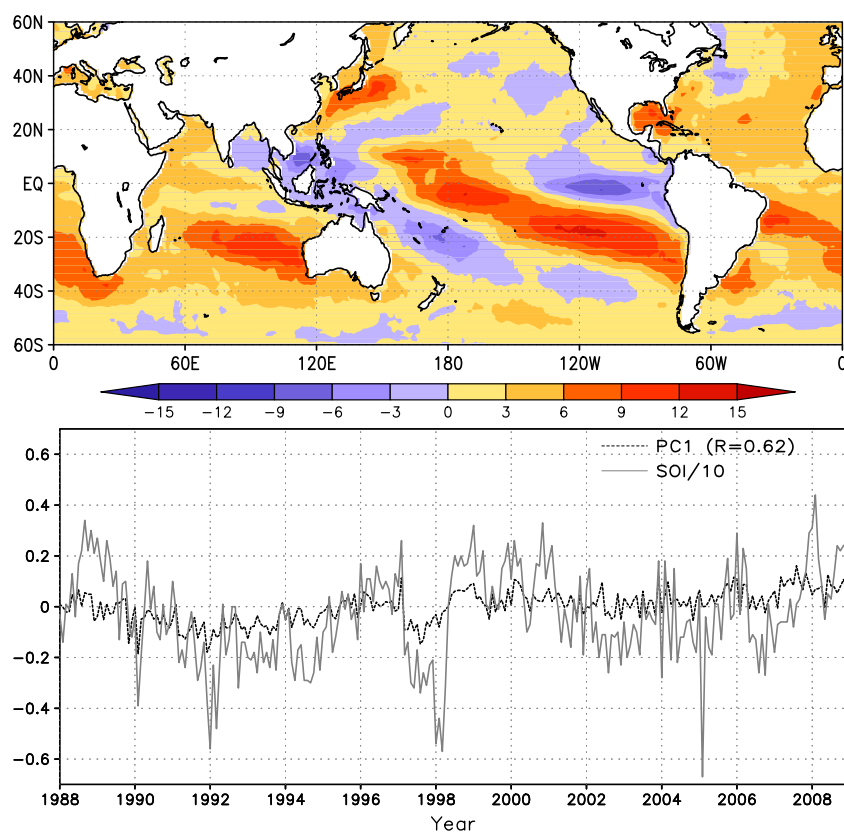 60N
40N
20N
EQ
20S
40S
60S
0 60E 120E 180 120W 60W 0
−15 −12 −9 −6 −3 0 3 6 9 12 15
PC1 (R=0.62)
SOI/10
0.6
0.4
0.2
0
−0.2
−0.4
−0.6
1988 1990 1992 1994 1996 1998 2000 2002 2004 2006 2008
Year